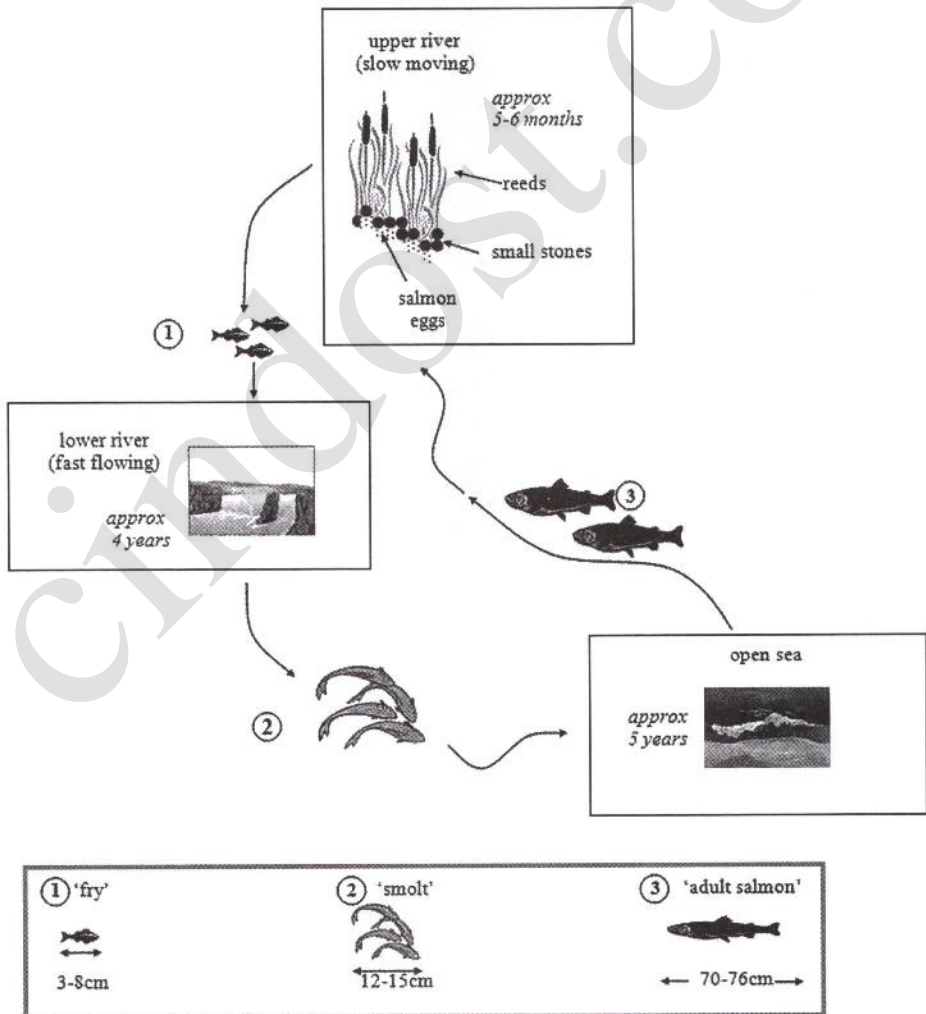 upper river
(slow moving)
approx
5-6 months
reeds
small stones
salmon
eggs
1
lower river
(fast flowing)
approx
4 years
3
2
open sea
approx
5 years
1 'fry'
2 'smolt'
3 'adult salmon'
3-8cm
12-15cm
70-76cm